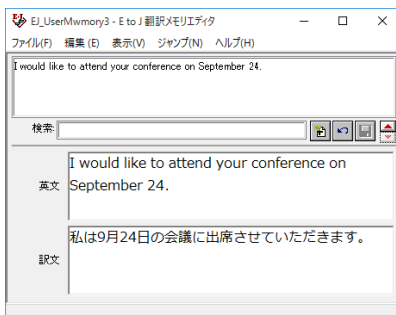 EJ_UserMwmory3 - E to J 翻訳メモリエディタ
ファイル(F) 編集(E) 表示(V) ジャンプ(N) ヘルプ(H)
I would like to attend your conference on September 24.
検索:
英文
I would like to attend your conference on
September 24.
訳文
私は9月24日の会議に出席させていただきます。